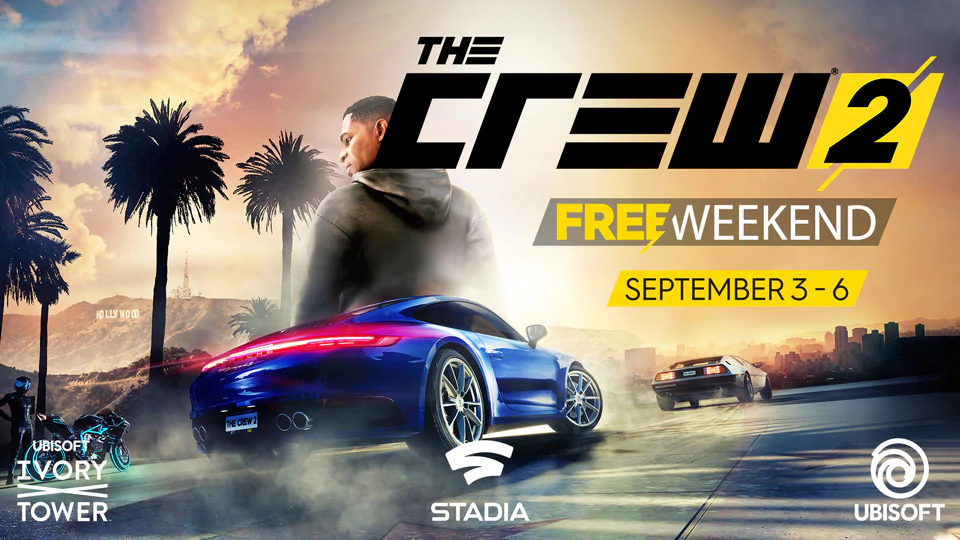 THE
CREW®2
FREE WEEKEND
SEPTEMBER 3 - 6
HOLLYWOOD
THE CREW 2
UBISOFT
IVORY
TOWER
STADIA
UBISOFT